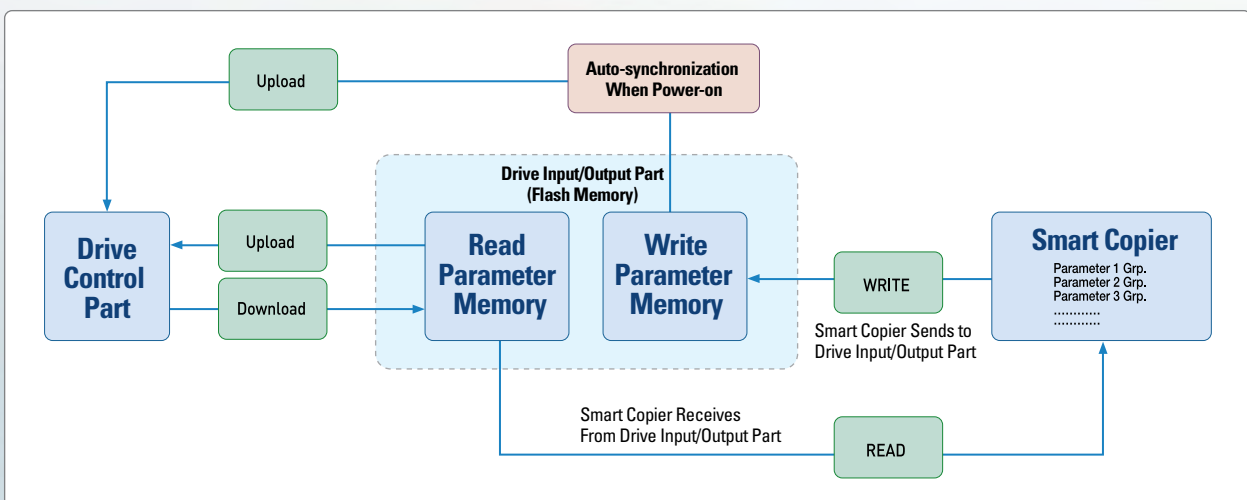 Upload
Auto-synchronization
When Power-on
Drive Input/Output Part
(Flash Memory)
Drive
Control
Part
Upload
Download
Read
Parameter
Memory
Write
Parameter
Memory
WRITE
Smart Copier Sends to
Drive Input/Output Part
Smart Copier
Parameter 1 Grp.
Parameter 2 Grp.
Parameter 3 Grp.
............
............
Smart Copier Receives
From Drive Input/Output Part
READ